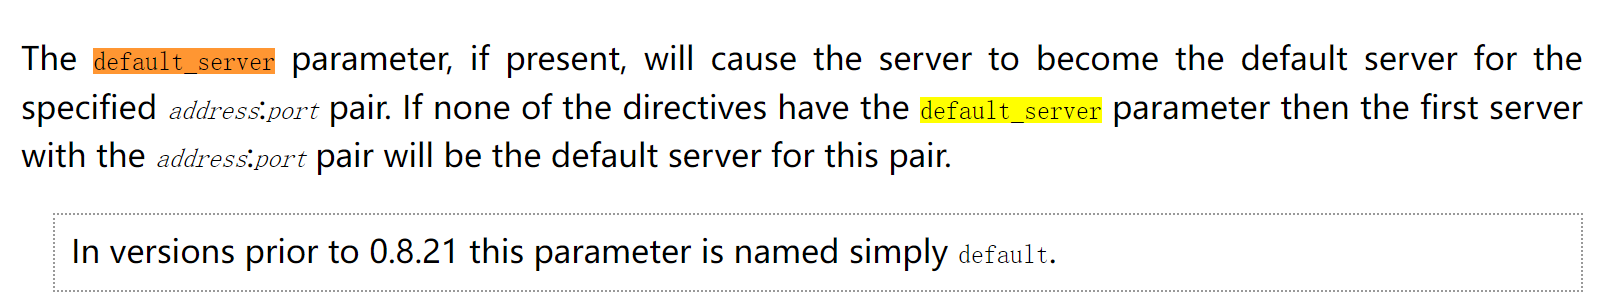 The default_server parameter, if present, will cause the server to become the default server for the
specified address:port pair. If none of the directives have the default_server parameter then the first server
with the address:port pair will be the default server for this pair.
In versions prior to 0.8.21 this parameter is named simply default.